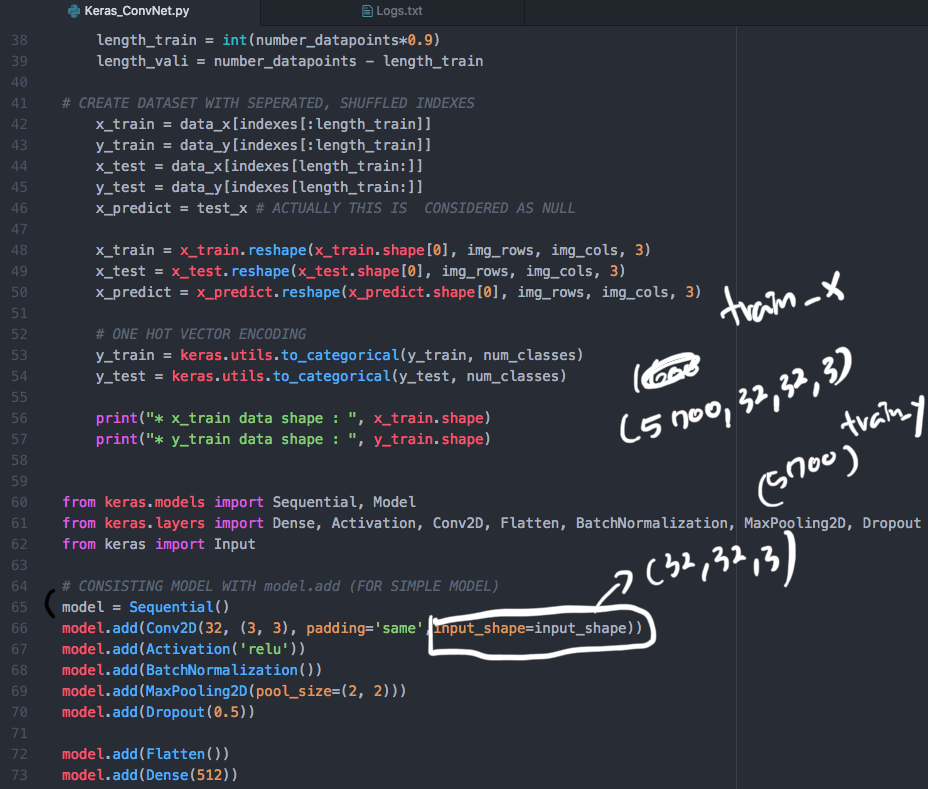 Keras_ConvNet.py
Logs.txt
38 length_train = int(number_datapoints*0.9)
39 length_vali = number_datapoints - length_train
40
41 # CREATE DATASET WITH SEPERATED, SHUFFLED INDEXES
42 x_train = data_x[indexes[:length_train]]
43 y_train = data_y[indexes[:length_train]]
44 x_test = data_x[indexes[length_train:]]
45 y_test = data_y[indexes[length_train:]]
46 x_predict = test_x # ACTUALLY THIS IS  CONSIDERED AS NULL
47
48 x_train = x_train.reshape(x_train.shape[0], img_rows, img_cols, 3)
49 x_test = x_test.reshape(x_test.shape[0], img_rows, img_cols, 3)
50 x_predict = x_predict.reshape(x_predict.shape[0], img_rows, img_cols, 3)
51
52 # ONE HOT VECTOR ENCODING
53 y_train = keras.utils.to_categorical(y_train, num_classes)
54 y_test = keras.utils.to_categorical(y_test, num_classes)
55
56 print("* x_train data shape : ", x_train.shape)
57 print("* y_train data shape : ", y_train.shape)
58
59
60 from keras.models import Sequential, Model
61 from keras.layers import Dense, Activation, Conv2D, Flatten, BatchNormalization, MaxPooling2D, Dropout
62 from keras import Input
63
64 # CONSISTING MODEL WITH model.add (FOR SIMPLE MODEL)
65 model = Sequential()
66 model.add(Conv2D(32, (3, 3), padding='same',input_shape=input_shape))
67 model.add(Activation('relu'))
68 model.add(BatchNormalization())
69 model.add(MaxPooling2D(pool_size=(2, 2)))
70 model.add(Dropout(0.5))
71
72 model.add(Flatten())
73 model.add(Dense(512))
train_x
(5700, 32, 32, 3)
train_y
(5700)
(32, 32, 3)